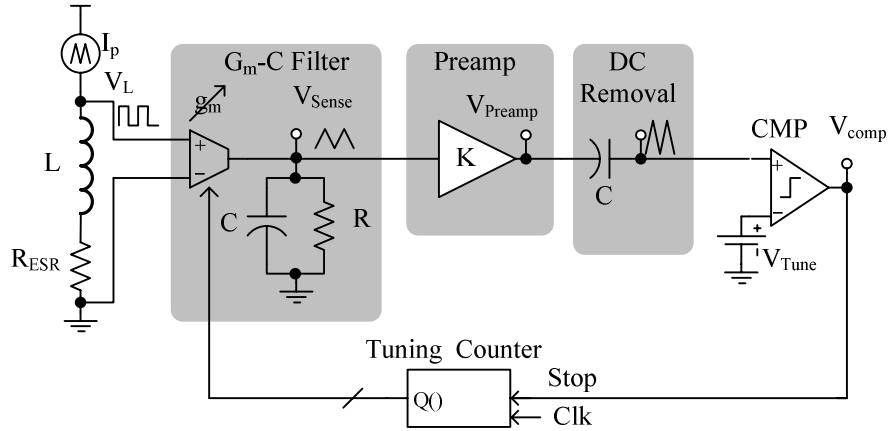 I_p
V_L
G_m-C Filter
g_m
V_Sense
+
−
C
R
L
R_ESR
Preamp
V_Preamp
K
DC
Removal
C
CMP
V_comp
+
−
+
V_Tune
Tuning Counter
Q()
Stop
Clk